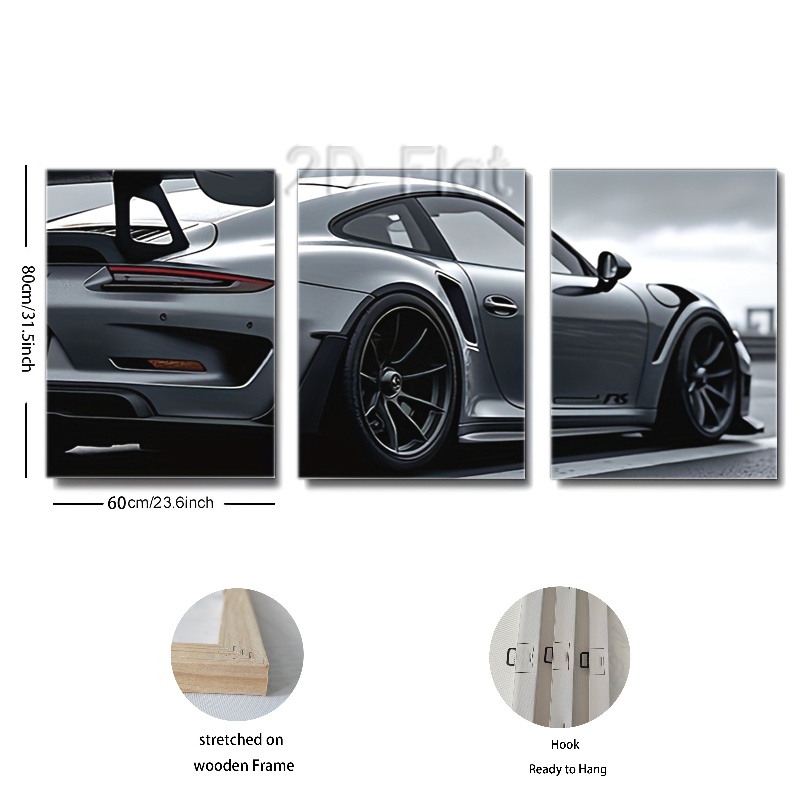 2D Flat
80cm/31.5inch
RS
60cm/23.6inch
stretched on
wooden Frame
Hook
Ready to Hang